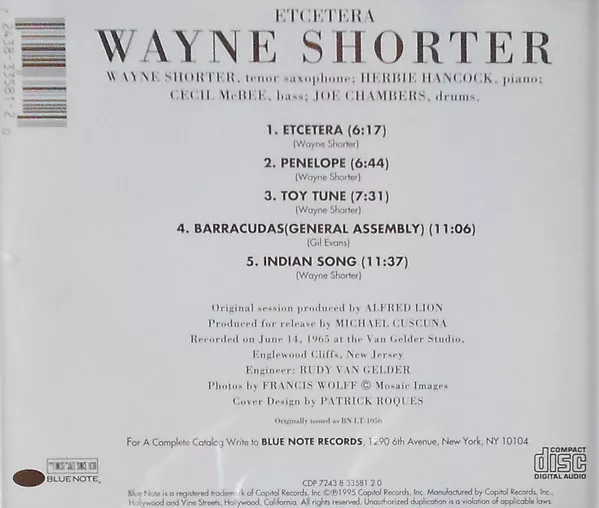 ETCETERA
WAYNE SHORTER
WAYNE SHORTER, tenor saxophone; HERBIE HANCOCK, piano;
CECIL McBEE, bass; JOE CHAMBERS, drums.
1. ETCETERA (6:17)
(Wayne Shorter)
2. PENELOPE (6:44)
(Wayne Shorter)
3. TOY TUNE (7:31)
(Wayne Shorter)
4. BARRACUDAS(GENERAL ASSEMBLY) (11:06)
(Gil Evans)
5. INDIAN SONG (11:37)
(Wayne Shorter)
Original session produced by ALFRED LION
Produced for release by MICHAEL CUSCUNA
Recorded on June 14, 1965 at the Van Gelder Studio,
Englewood Cliffs, New Jersey
Engineer: RUDY VAN GELDER
Photos by FRANCIS WOLFF © Mosaic Images
Cover Design by PATRICK ROQUES
Originally issued as BN LT-1056
For A Complete Catalog Write to BLUE NOTE RECORDS, 1290 6th Avenue, New York, NY 10104
THE FINEST IN JAZZ SINCE 1939
BLUE NOTE
COMPACT
disc
DIGITAL AUDIO
CDP 7243 8 33581 2 0
Blue Note is a registered trademark of Capitol Records, Inc ©℗1995 Capitol Records, Inc. Manufactured by Capitol Records, Inc.,
Hollywood and Vine Streets, Hollywood, California. All rights reserved. Unauthorized duplication is a violation of applicable laws.